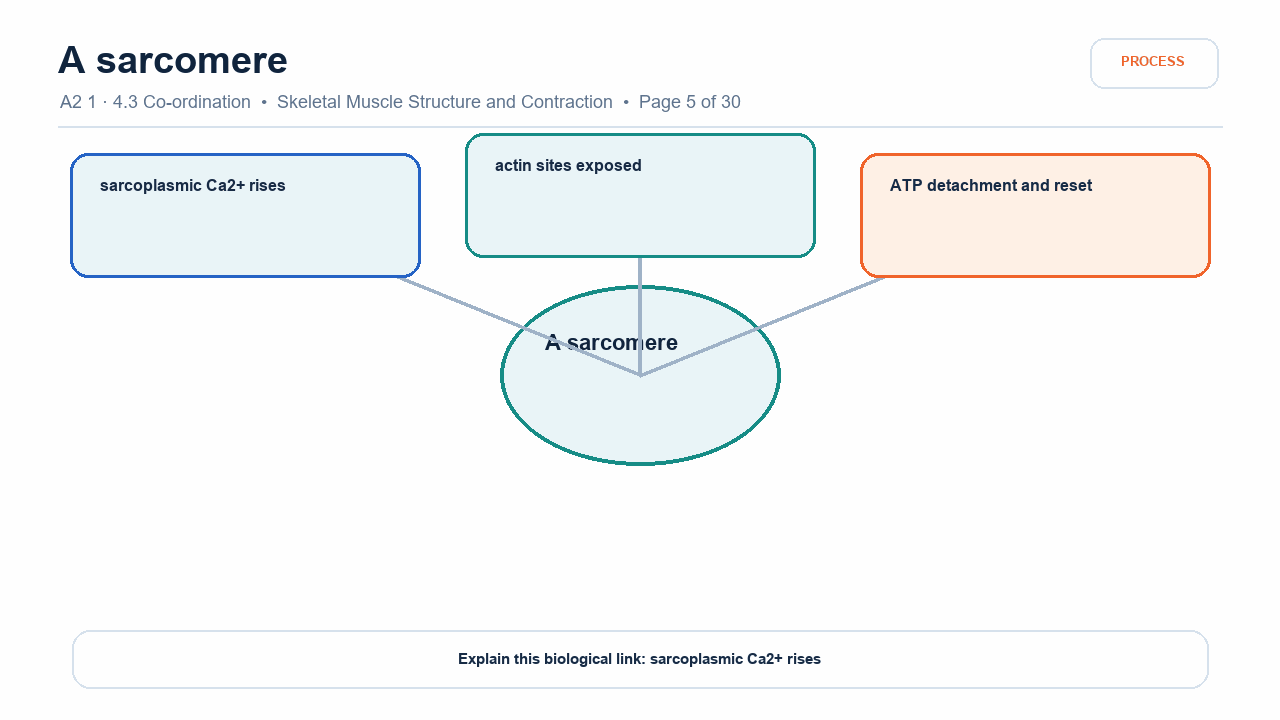 A sarcomere
PROCESS
A2 1 · 4.3 Co-ordination • Skeletal Muscle Structure and Contraction • Page 5 of 30
sarcoplasmic Ca2+ rises
actin sites exposed
ATP detachment and reset
A sarcomere
Explain this biological link: sarcoplasmic Ca2+ rises